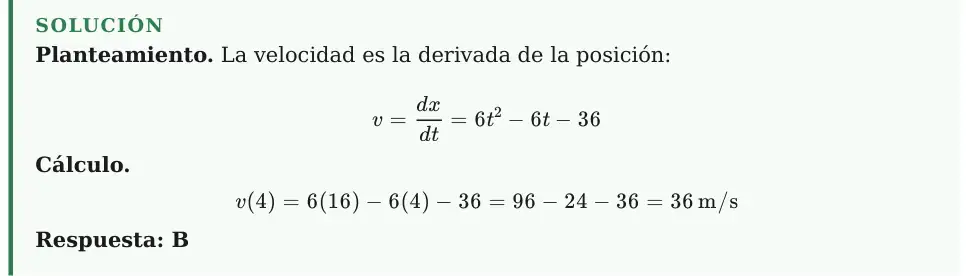 SOLUCIÓN
Planteamiento. La velocidad es la derivada de la posición:
v = dx/dt = 6t² − 6t − 36
Cálculo.
v(4) = 6(16) − 6(4) − 36 = 96 − 24 − 36 = 36 m/s
Respuesta: B